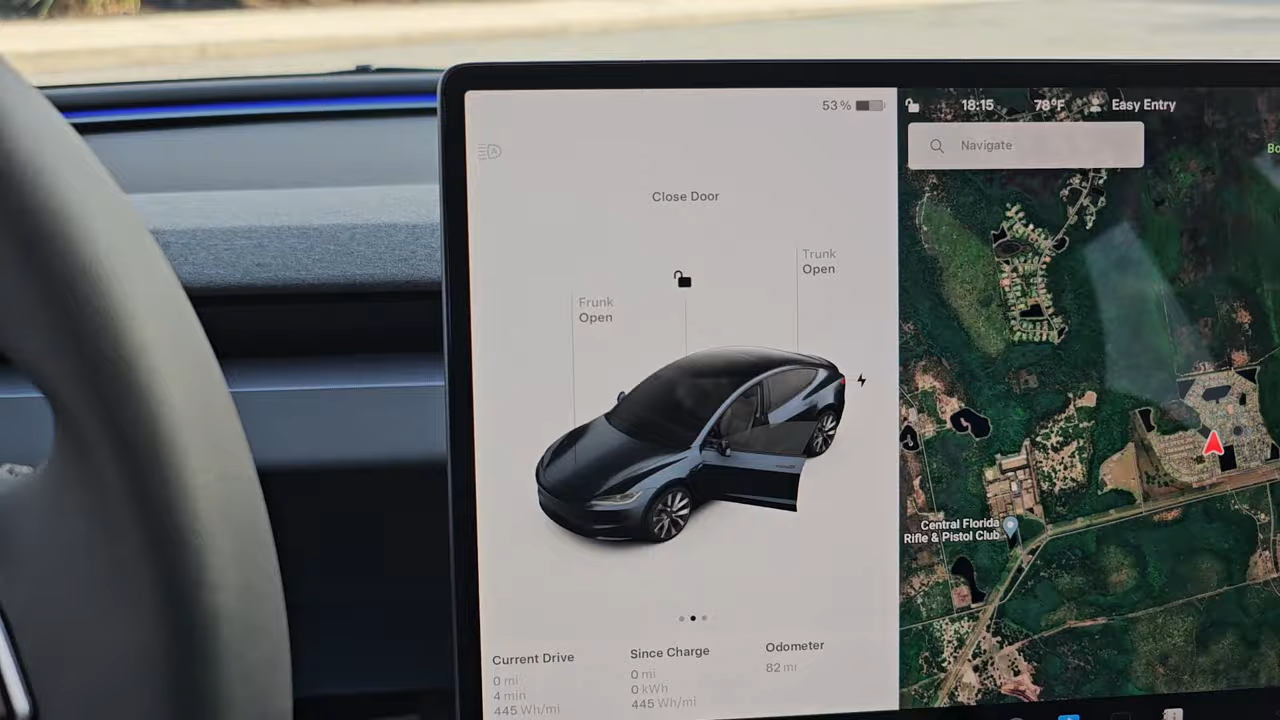 53 %
18:15
78°F
Easy Entry
Navigate
Close Door
Trunk
Open
Frunk
Open
Central Florida
Rifle & Pistol Club
Current Drive
0 mi
4 min
445 Wh/mi
Since Charge
0 mi
0 kWh
445 Wh/mi
Odometer
82 mi
Bo